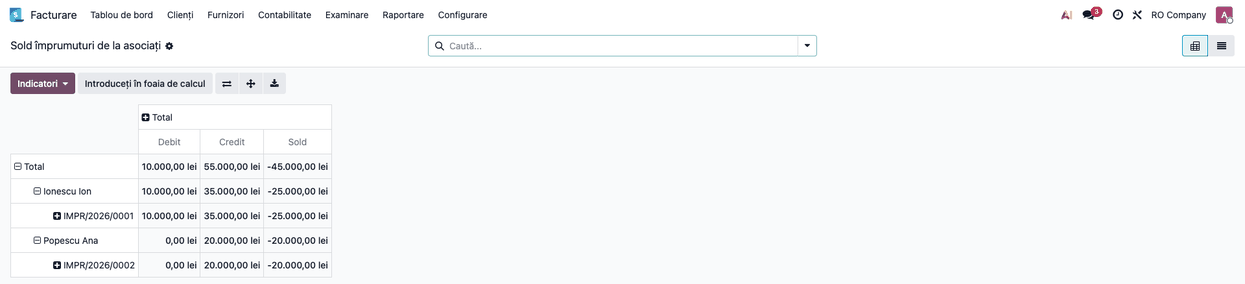 Facturare Tablou de bord Clienți Furnizori Contabilitate Examinare Raportare Configurare AI 3 RO Company A
Sold împrumuturi de la asociați Caută...
Indicatori Introduceți în foaia de calcul
Total
Debit Credit Sold
Total 10.000,00 lei 55.000,00 lei -45.000,00 lei
Ionescu Ion 10.000,00 lei 35.000,00 lei -25.000,00 lei
IMPR/2026/0001 10.000,00 lei 35.000,00 lei -25.000,00 lei
Popescu Ana 0,00 lei 20.000,00 lei -20.000,00 lei
IMPR/2026/0002 0,00 lei 20.000,00 lei -20.000,00 lei